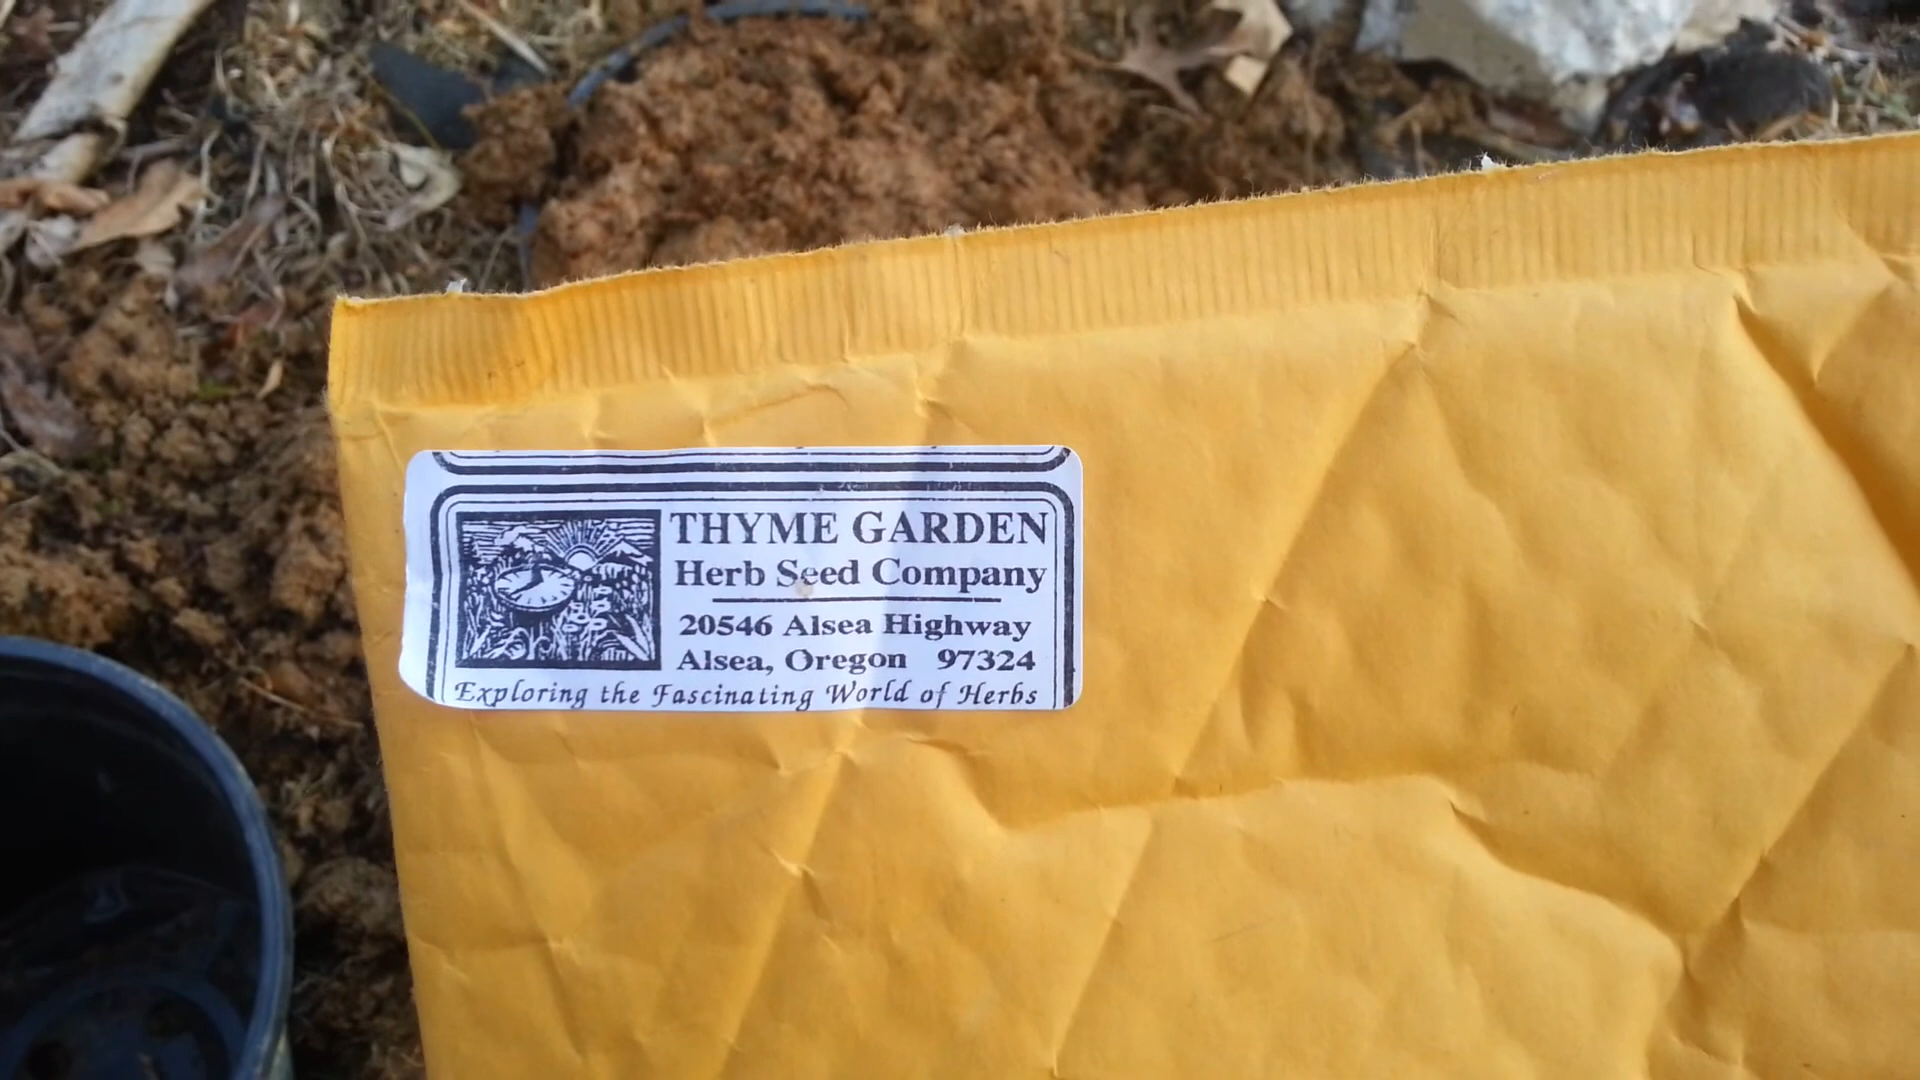 THYME GARDEN
Herb Seed Company
20546 Alsea Highway
Alsea, Oregon 97324
Exploring the Fascinating World of Herbs